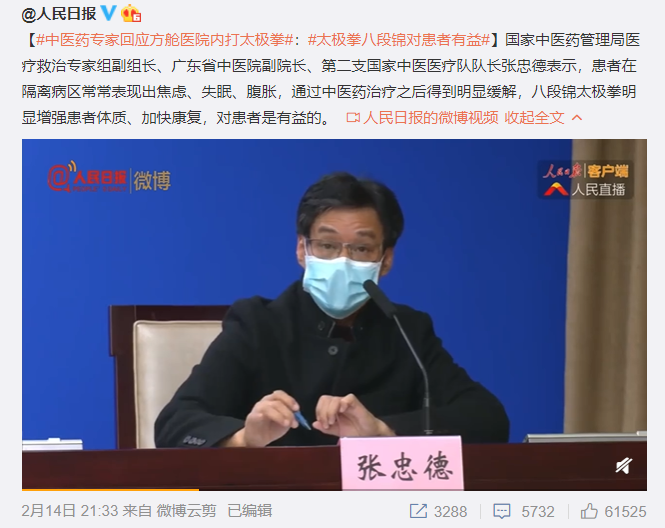 @人民日报
【#中医药专家回应方舱医院内打太极拳#：#太极拳八段锦对患者有益#】国家中医药管理局医
疗救治专家组副组长、广东省中医院副院长、第二支国家中医医疗队队长张忠德表示，患者在
隔离病区常常表现出焦虑、失眠、腹胀，通过中医药治疗之后得到明显缓解，八段锦太极拳明
显增强患者体质、加快康复，对患者是有益的。 人民日报的微博视频 收起全文
@人民日报 微博
人民日报 客户端
人民直播
张忠德
2月14日 21:33 来自 微博云剪 已编辑
3288 5732 61525